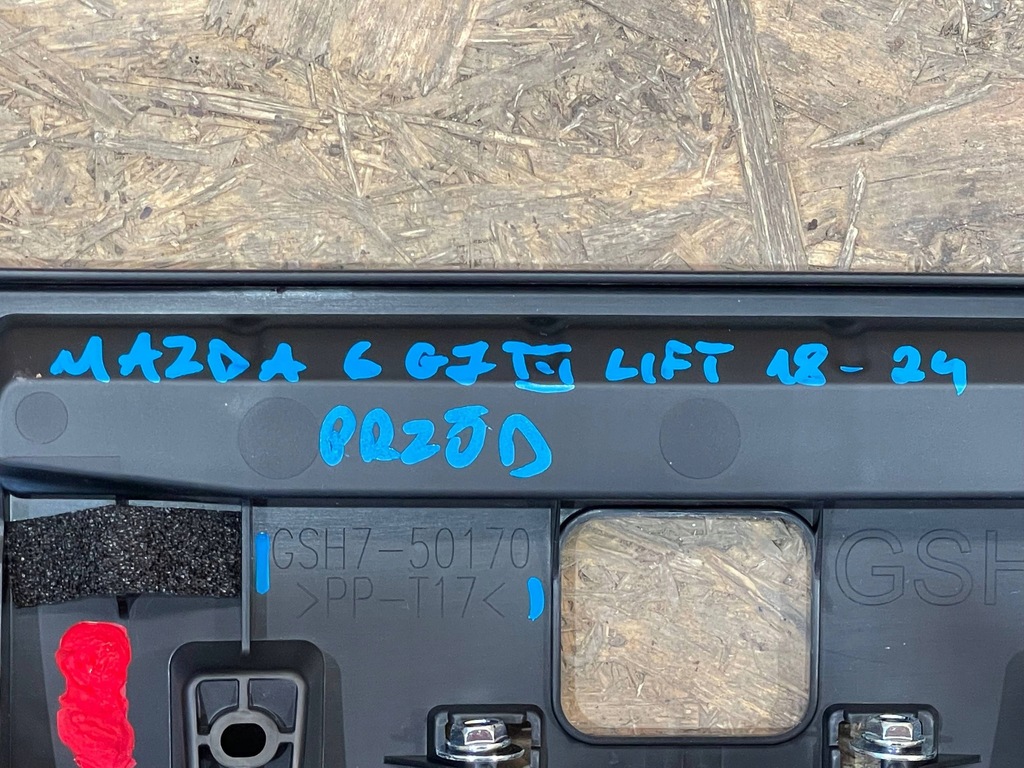 MAZDA 6 GJ III LIFT 18-24
PRZÓD
GSH7-50170
>PP-T17<
GSH